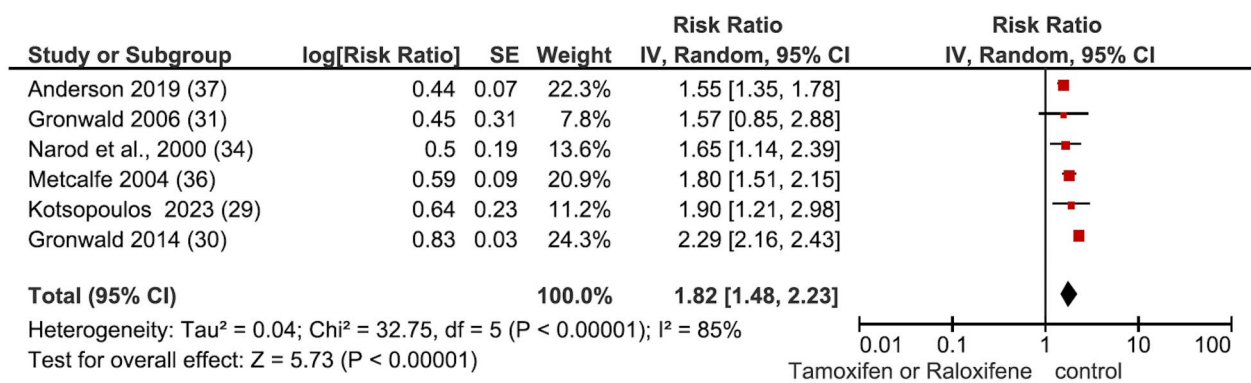 Risk Ratio Risk Ratio
Study or Subgroup log[Risk Ratio] SE Weight IV, Random, 95% CI IV, Random, 95% CI
Anderson 2019 (37) 0.44 0.07 22.3% 1.55 [1.35, 1.78]
Gronwald 2006 (31) 0.45 0.31 7.8% 1.57 [0.85, 2.88]
Narod et al., 2000 (34) 0.5 0.19 13.6% 1.65 [1.14, 2.39]
Metcalfe 2004 (36) 0.59 0.09 20.9% 1.80 [1.51, 2.15]
Kotsopoulos 2023 (29) 0.64 0.23 11.2% 1.90 [1.21, 2.98]
Gronwald 2014 (30) 0.83 0.03 24.3% 2.29 [2.16, 2.43]
Total (95% CI) 100.0% 1.82 [1.48, 2.23]
Heterogeneity: Tau² = 0.04; Chi² = 32.75, df = 5 (P < 0.00001); I² = 85%
Test for overall effect: Z = 5.73 (P < 0.00001)
0.01 0.1 1 10 100
Tamoxifen or Raloxifene control